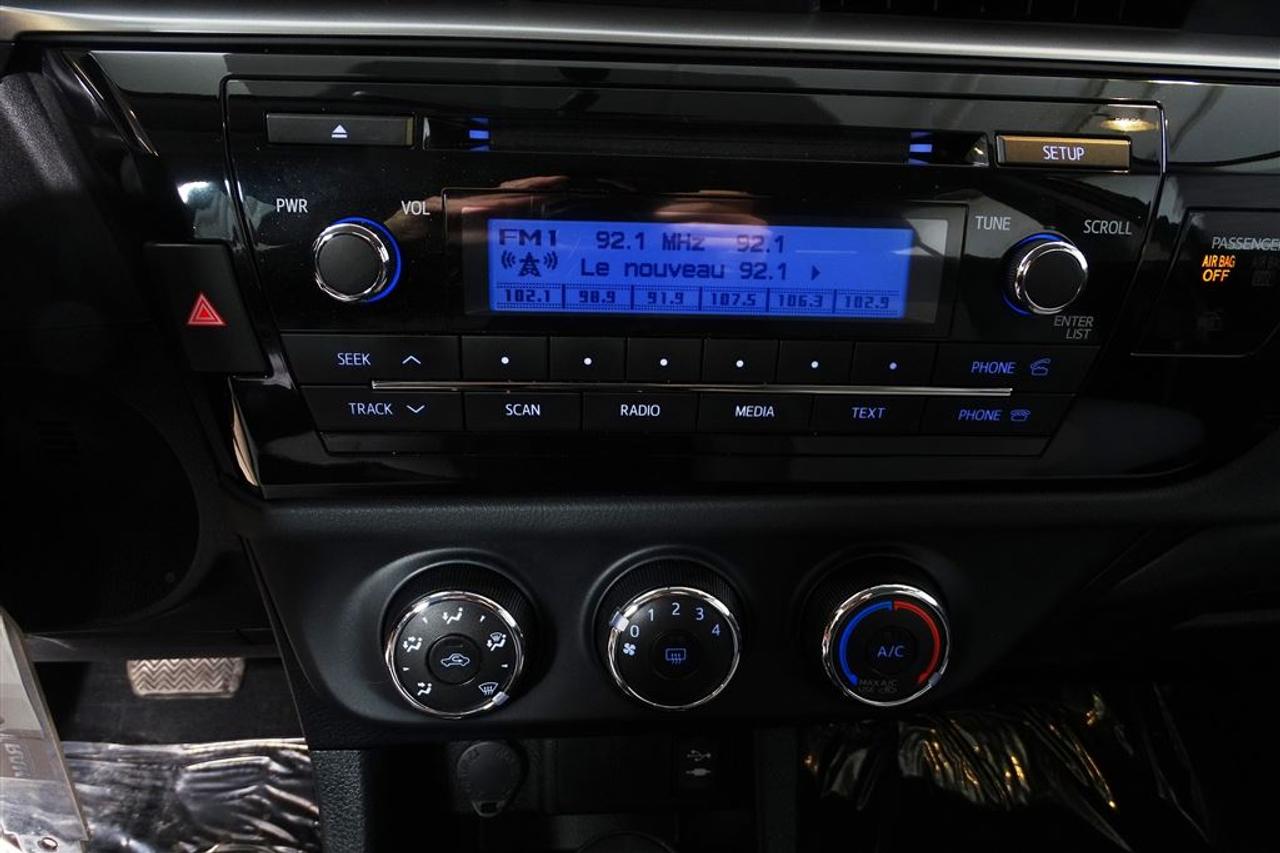 SETUP
PWR
VOL
TUNE
SCROLL
FM1 92.1 MHz 92.1
Le nouveau 92.1
102.1 98.9 91.9 107.5 106.3 102.9
PASSENGER
AIR BAG
OFF
ENTER
LIST
SEEK
PHONE
TRACK
SCAN
RADIO
MEDIA
TEXT
PHONE
0 1 2 3 4
A/C
MAX A/C
USE